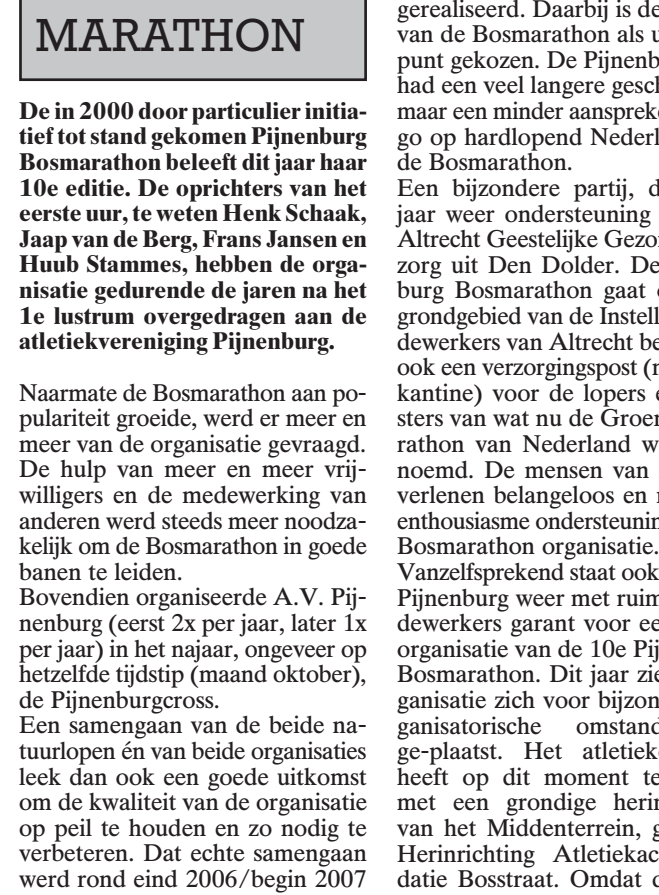 MARATHON
De in 2000 door particulier initia-
tief tot stand gekomen Pijnenburg
Bosmarathon beleeft dit jaar haar
10e editie. De oprichters van het
eerste uur, te weten Henk Schaak,
Jaap van de Berg, Frans Jansen en
Huub Stammes, hebben de orga-
nisatie gedurende de jaren na het
1e lustrum overgedragen aan de
atletiekvereniging Pijnenburg.
Naarmate de Bosmarathon aan po-
pulariteit groeide, werd er meer en
meer van de organisatie gevraagd.
De hulp van meer en meer vrij-
willigers en de medewerking van
anderen werd steeds meer noodza-
kelijk om de Bosmarathon in goede
banen te leiden.
Bovendien organiseerde A.V. Pij-
nenburg (eerst 2x per jaar, later 1x
per jaar) in het najaar, ongeveer op
hetzelfde tijdstip (maand oktober),
de Pijnenburgcross.
Een samengaan van de beide na-
tuurlopen én van beide organisaties
leek dan ook een goede uitkomst
om de kwaliteit van de organisatie
op peil te houden en zo nodig te
verbeteren. Dat echte samengaan
werd rond eind 2006/begin 2007
gerealiseerd. Daarbij is de
van de Bosmarathon als u
punt gekozen. De Pijnenb
had een veel langere gesch
maar een minder aanspreke
go op hardlopend Nederl
de Bosmarathon.
Een bijzondere partij, d
jaar weer ondersteuning
Altrecht Geestelijke Gezon
zorg uit Den Dolder. De
burg Bosmarathon gaat
grondgebied van de Instell
dewerkers van Altrecht be
ook een verzorgingspost (n
kantine) voor de lopers e
sters van wat nu de Groen
rathon van Nederland w
noemd. De mensen van
verlenen belangeloos en
enthousiasme ondersteunin
Bosmarathon organisatie.
Vanzelfsprekend staat ook
Pijnenburg weer met ruim
dewerkers garant voor ee
organisatie van de 10e Pij
Bosmarathon. Dit jaar zie
ganisatie zich voor bijzon
ganisatorische omstand
ge-plaatst. Het atletiek
heeft op dit moment te
met een grondige herin
van het Middenterrein, g
Herinrichting Atletiekac
datie Bosstraat. Omdat d